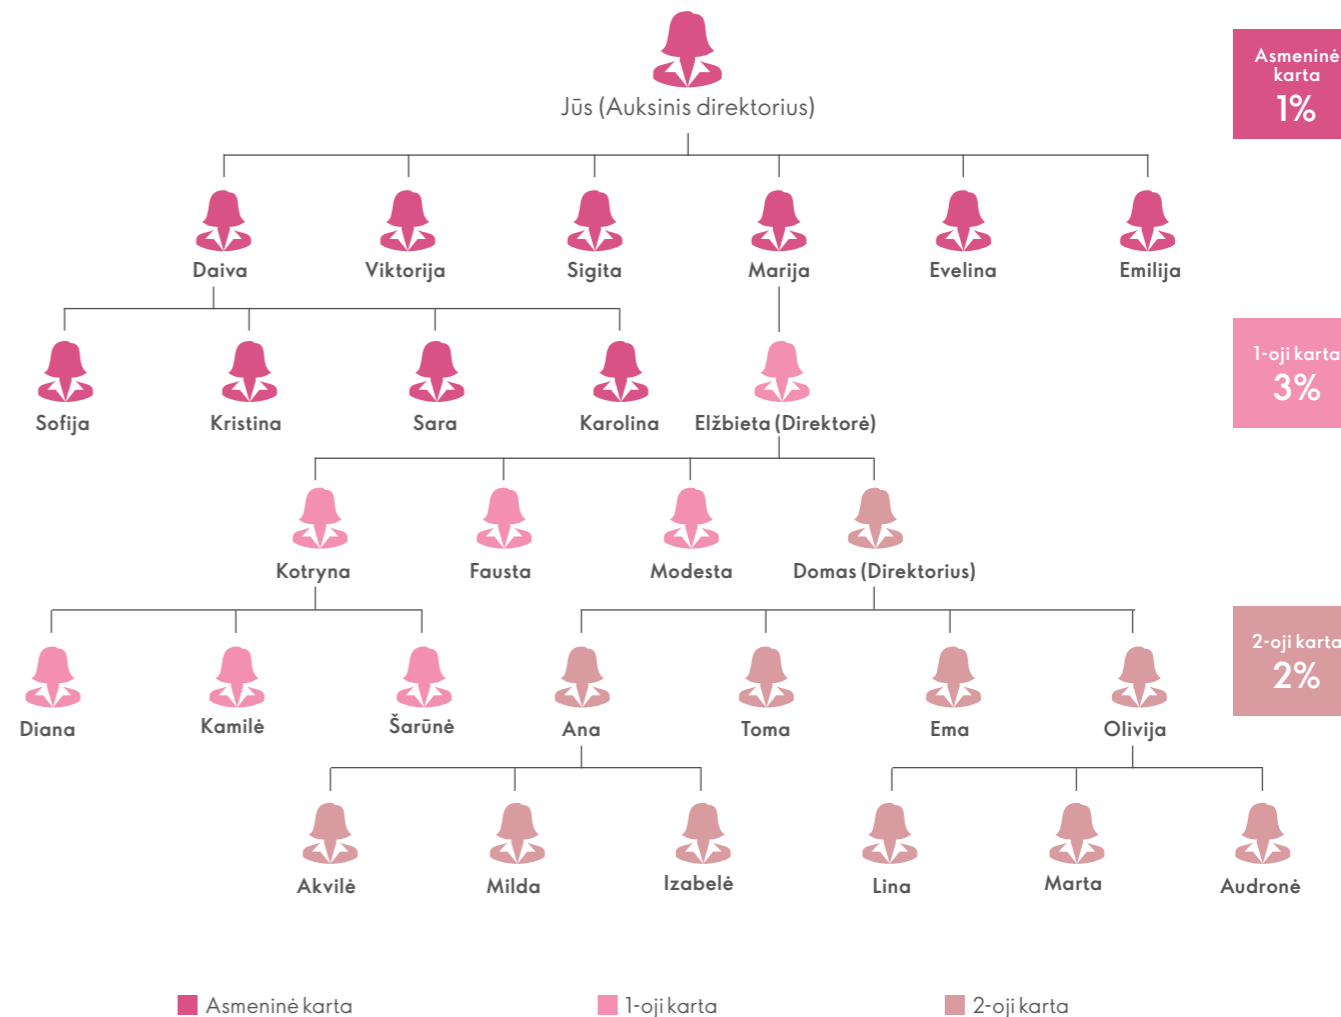 Asmeninė
karta
1%
Jūs (Auksinis direktorius)
Daiva
Viktorija
Sigita
Marija
Evelina
Emilija
1-oji karta
3%
Sofija
Kristina
Sara
Karolina
Elžbieta (Direktorė)
Kotryna
Fausta
Modesta
Domas (Direktorius)
2-oji karta
2%
Diana
Kamilė
Šarūnė
Ana
Toma
Ema
Olivija
Akvilė
Milda
Izabelė
Lina
Marta
Audronė
Asmeninė karta
1-oji karta
2-oji karta